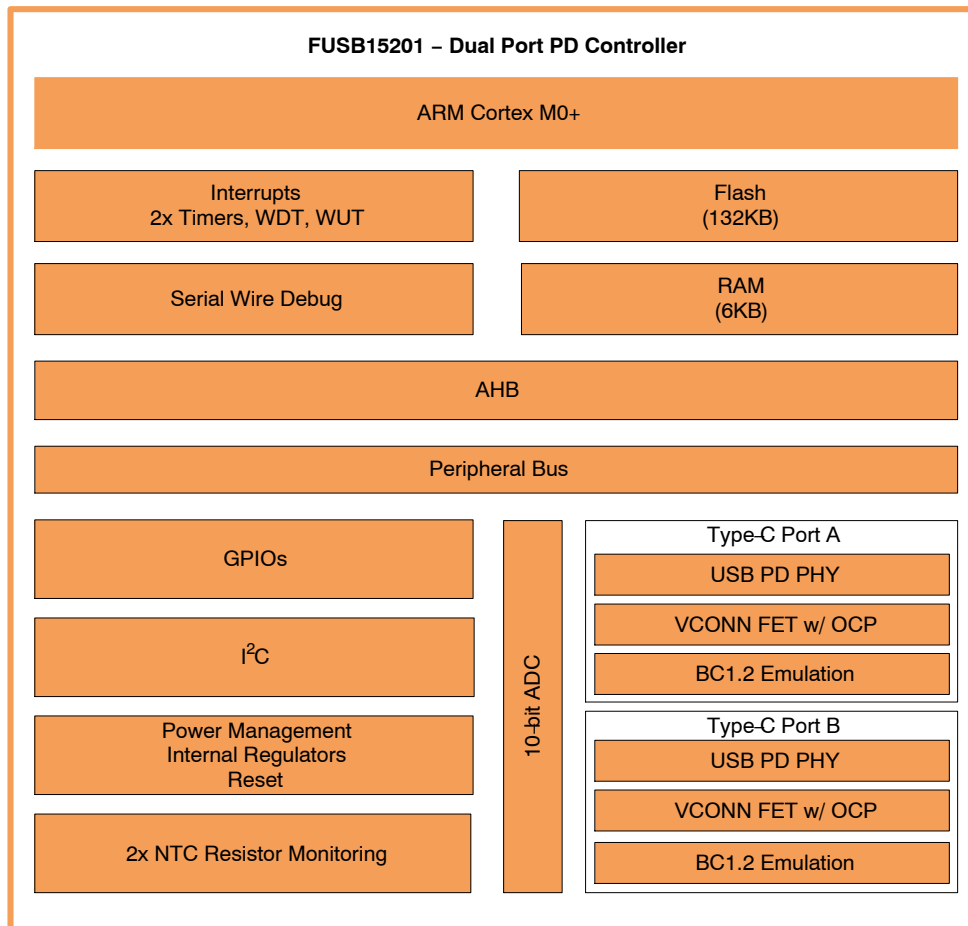 FUSB15201 – Dual Port PD Controller
ARM Cortex M0+
Interrupts
2x Timers, WDT, WUT
Flash
(132KB)
Serial Wire Debug
RAM
(6KB)
AHB
Peripheral Bus
GPIOs
I²C
Power Management
Internal Regulators
Reset
2x NTC Resistor Monitoring
10-bit ADC
Type-C Port A
USB PD PHY
VCONN FET w/ OCP
BC1.2 Emulation
Type-C Port B
USB PD PHY
VCONN FET w/ OCP
BC1.2 Emulation